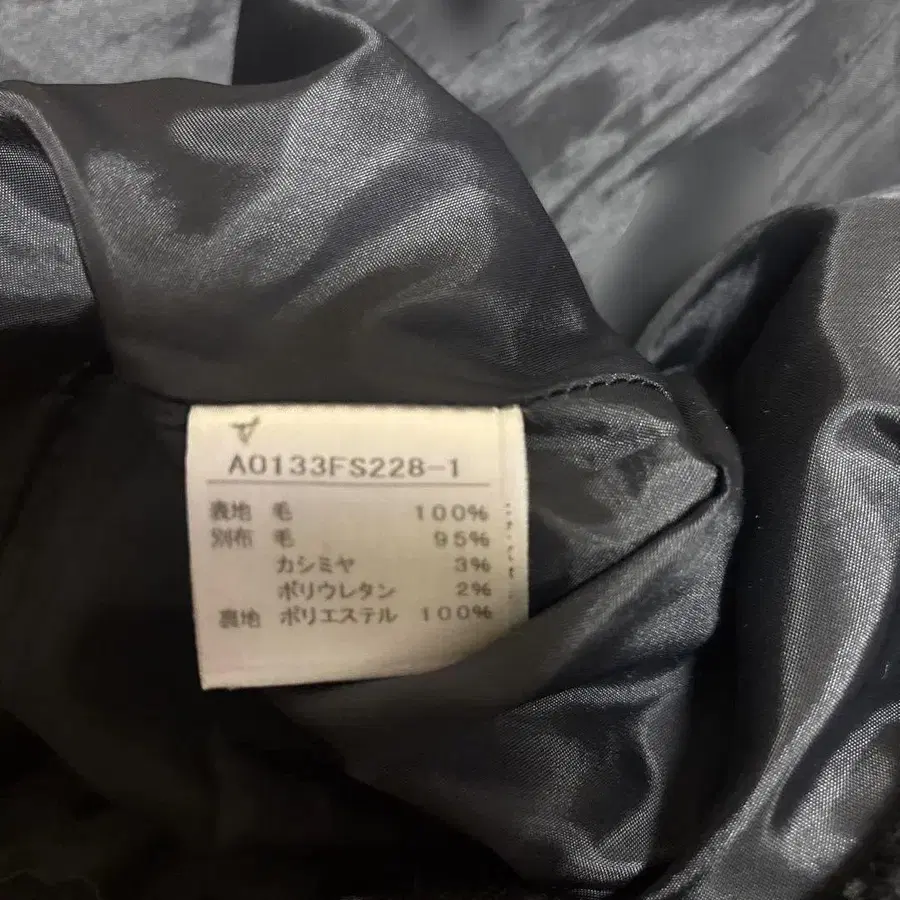 A0133FS228-1
表地 毛 100%
別布 毛 95%
カシミヤ 3%
ポリウレタン 2%
裏地 ポリエステル 100%